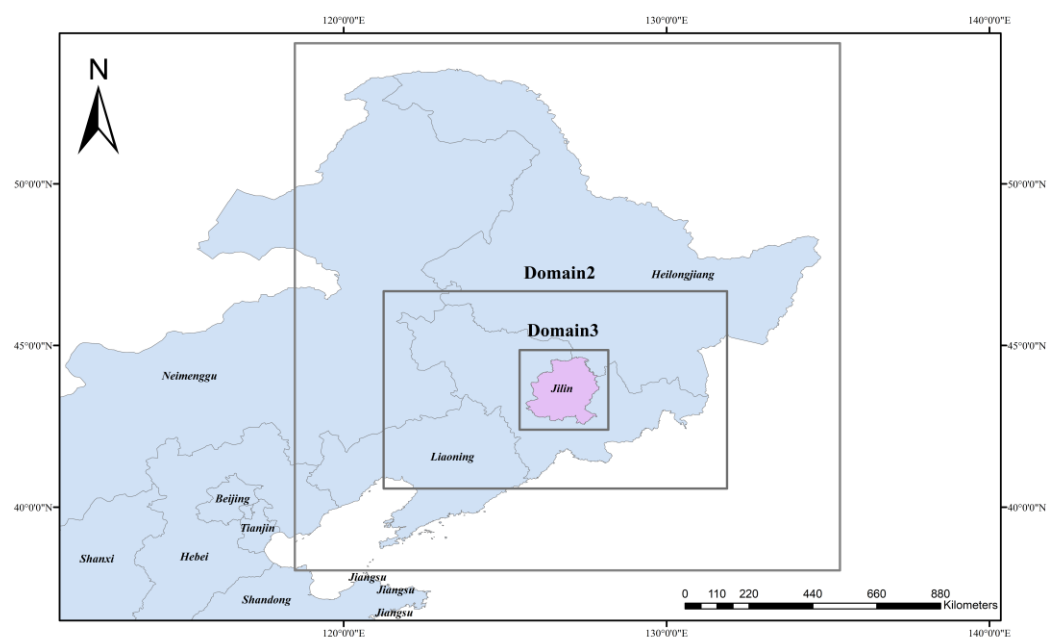 120°0'0"E 130°0'0"E 140°0'0"E
N
50°0'0"N 50°0'0"N
Domain2 Heilongjiang
Domain3
45°0'0"N 45°0'0"N
Neimenggu Jilin
Liaoning
Beijing
40°0'0"N 40°0'0"N
Tianjin
Shanxi Hebei
Jiangsu
Jiangsu
Shandong
Jiangsu
0 110 220 440 660 880
Kilometers
120°0'0"E 130°0'0"E 140°0'0"E